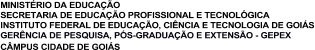 MINISTÉRIO DA EDUCAÇÃO
SECRETARIA DE EDUCAÇÃO PROFISSIONAL E TECNOLÓGICA
INSTITUTO FEDERAL DE EDUCAÇÃO, CIÊNCIA E TECNOLOGIA DE GOIÁS
GERÊNCIA DE PESQUISA, PÓS-GRADUAÇÃO E EXTENSÃO - GEPEX
CÂMPUS CIDADE DE GOIÁS